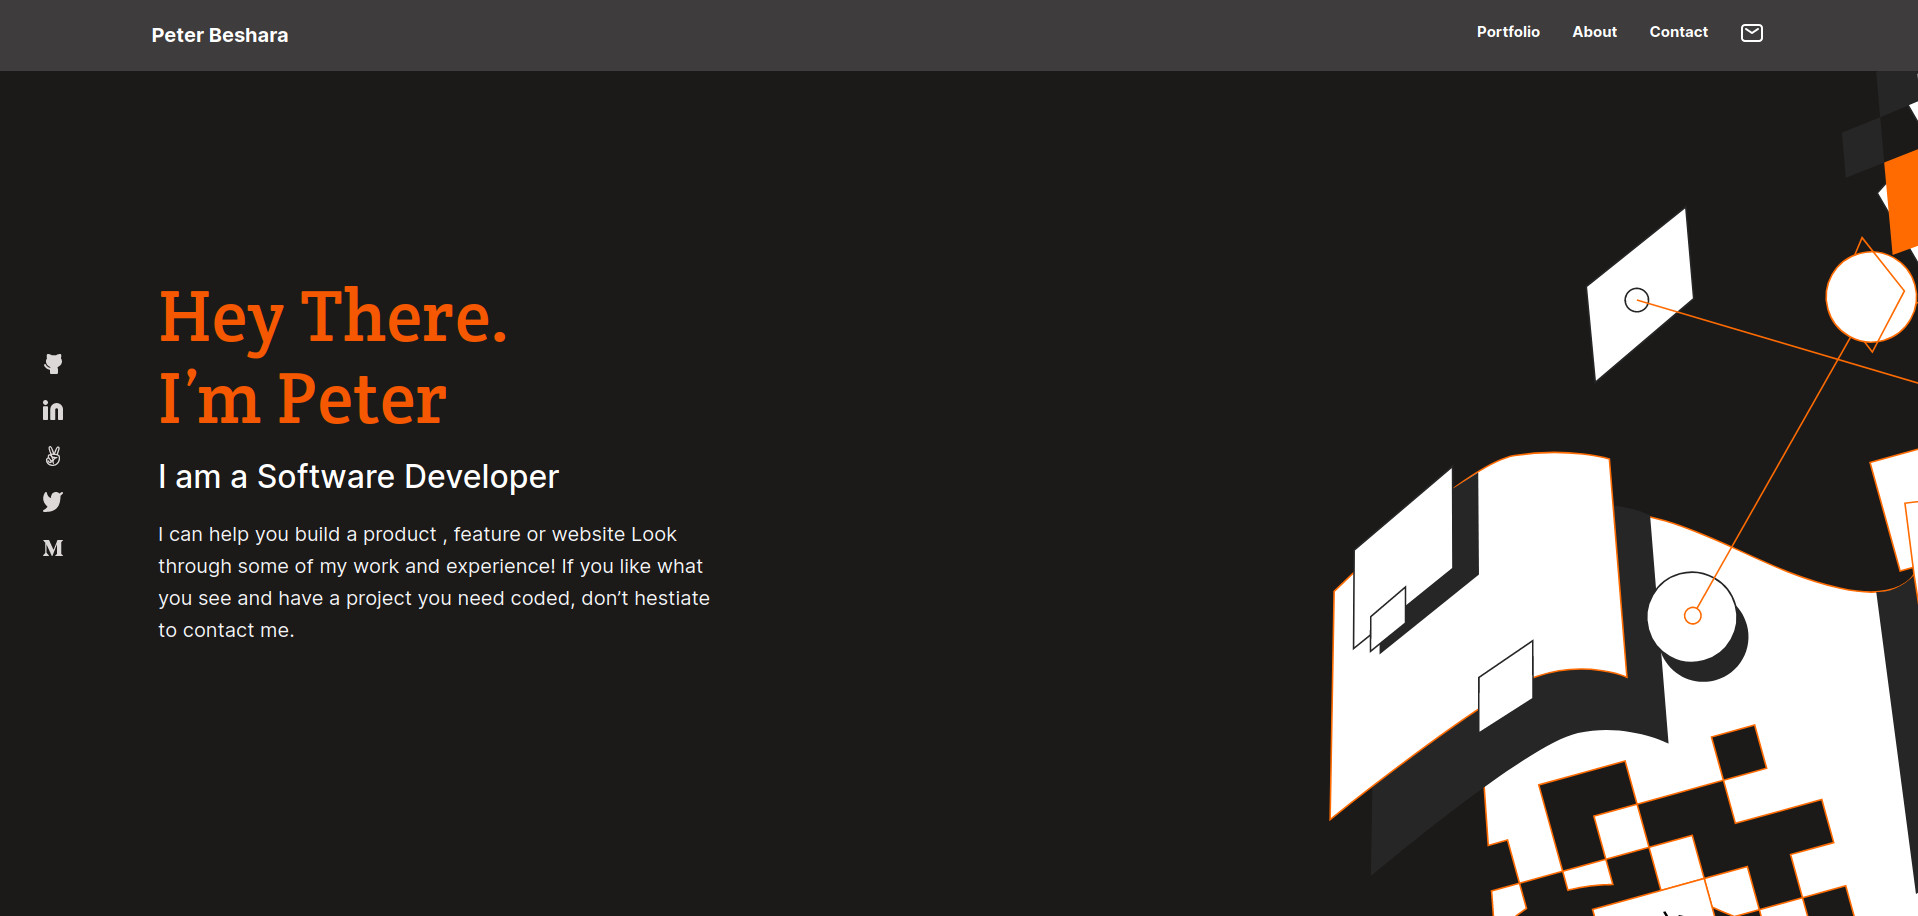 Peter Beshara
Portfolio
About
Contact
Hey There.
I’m Peter
I am a Software Developer
I can help you build a product , feature or website Look
through some of my work and experience! If you like what
you see and have a project you need coded, don’t hestiate
to contact me.